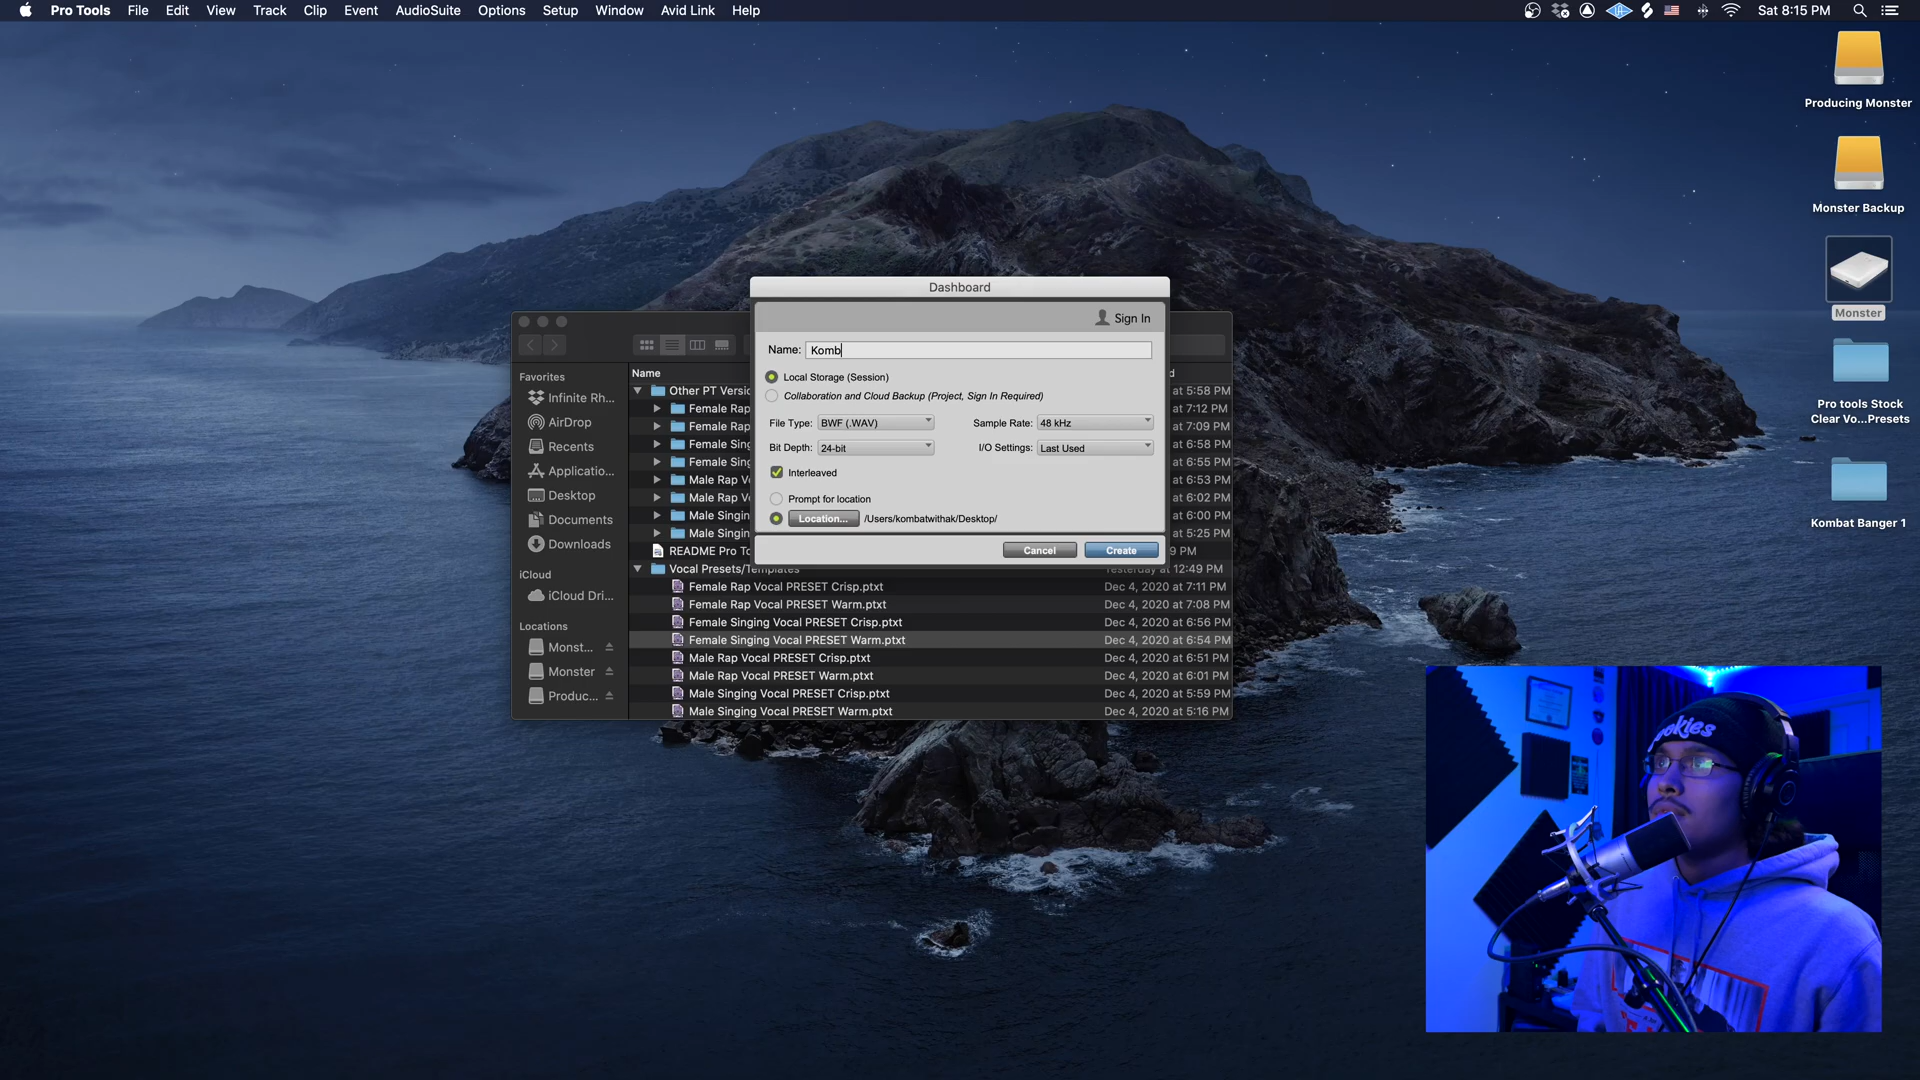 Pro Tools File Edit View Track Clip Event AudioSuite Options Setup Window Avid Link Help
Sat 8:15 PM
Producing Monster
Monster Backup
Monster
Pro tools Stock
Clear Vo...Presets
Kombat Banger 1
Dashboard
Sign In
Name: Komb
Local Storage (Session)
Collaboration and Cloud Backup (Project, Sign In Required)
File Type: BWF (.WAV) Sample Rate: 48 kHz
Bit Depth: 24-bit I/O Settings: Last Used
Interleaved
Prompt for location
Location... /Users/kombatwithak/Desktop/
Cancel Create
Favorites
Infinite Rh...
AirDrop
Recents
Applicatio...
Desktop
Documents
Downloads
iCloud
iCloud Dri...
Locations
Monst...
Monster
Produc...
Name d
Other PT Versio at 5:58 PM
Female Rap at 7:12 PM
Female Rap at 7:09 PM
Female Sing at 6:58 PM
Female Sing at 6:55 PM
Male Rap V at 6:53 PM
Male Rap V at 6:02 PM
Male Singin at 6:00 PM
Male Singin at 5:25 PM
README Pro To 9 PM
Vocal Presets/Templates Yesterday at 12:49 PM
Female Rap Vocal PRESET Crisp.ptxt Dec 4, 2020 at 7:11 PM
Female Rap Vocal PRESET Warm.ptxt Dec 4, 2020 at 7:08 PM
Female Singing Vocal PRESET Crisp.ptxt Dec 4, 2020 at 6:56 PM
Female Singing Vocal PRESET Warm.ptxt Dec 4, 2020 at 6:54 PM
Male Rap Vocal PRESET Crisp.ptxt Dec 4, 2020 at 6:51 PM
Male Rap Vocal PRESET Warm.ptxt Dec 4, 2020 at 6:01 PM
Male Singing Vocal PRESET Crisp.ptxt Dec 4, 2020 at 5:59 PM
Male Singing Vocal PRESET Warm.ptxt Dec 4, 2020 at 5:16 PM